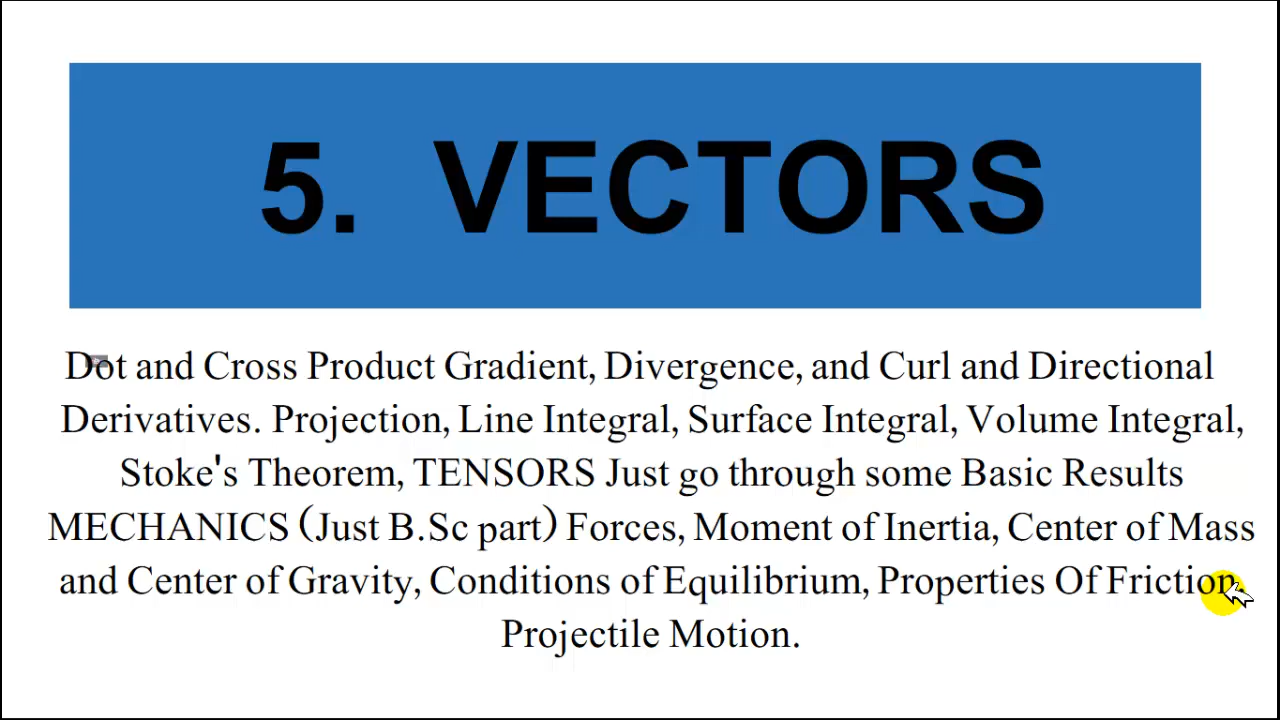 5. VECTORS
Dot and Cross Product Gradient, Divergence, and Curl and Directional
Derivatives. Projection, Line Integral, Surface Integral, Volume Integral,
Stoke's Theorem, TENSORS Just go through some Basic Results
MECHANICS (Just B.Sc part) Forces, Moment of Inertia, Center of Mass
and Center of Gravity, Conditions of Equilibrium, Properties Of Friction,
Projectile Motion.